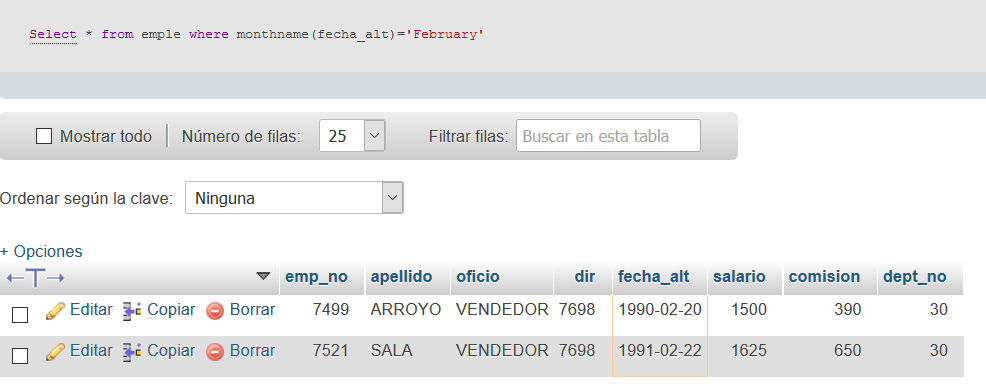 Select * from emple where monthname(fecha_alt)='February'
Mostrar todo Número de filas: 25 Filtrar filas: Buscar en esta tabla
Ordenar según la clave: Ninguna
+ Opciones
←T→ emp_no apellido oficio dir fecha_alt salario comision dept_no
Editar Copiar Borrar 7499 ARROYO VENDEDOR 7698 1990-02-20 1500 390 30
Editar Copiar Borrar 7521 SALA VENDEDOR 7698 1991-02-22 1625 650 30